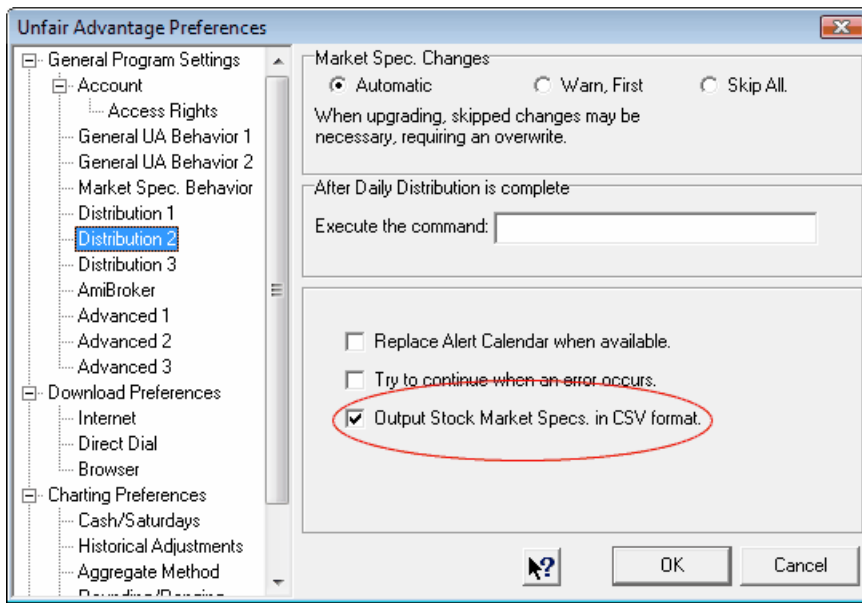 Unfair Advantage Preferences
General Program Settings
Account
Access Rights
General UA Behavior 1
General UA Behavior 2
Market Spec. Behavior
Distribution 1
Distribution 2
Distribution 3
AmiBroker
Advanced 1
Advanced 2
Advanced 3
Download Preferences
Internet
Direct Dial
Browser
Charting Preferences
Cash/Saturdays
Historical Adjustments
Aggregate Method
Market Spec. Changes
Automatic
Warn, First
Skip All.
When upgrading, skipped changes may be
necessary, requiring an overwrite.
After Daily Distribution is complete
Execute the command:
Replace Alert Calendar when available.
Try to continue when an error occurs.
Output Stock Market Specs. in CSV format.
?
OK
Cancel